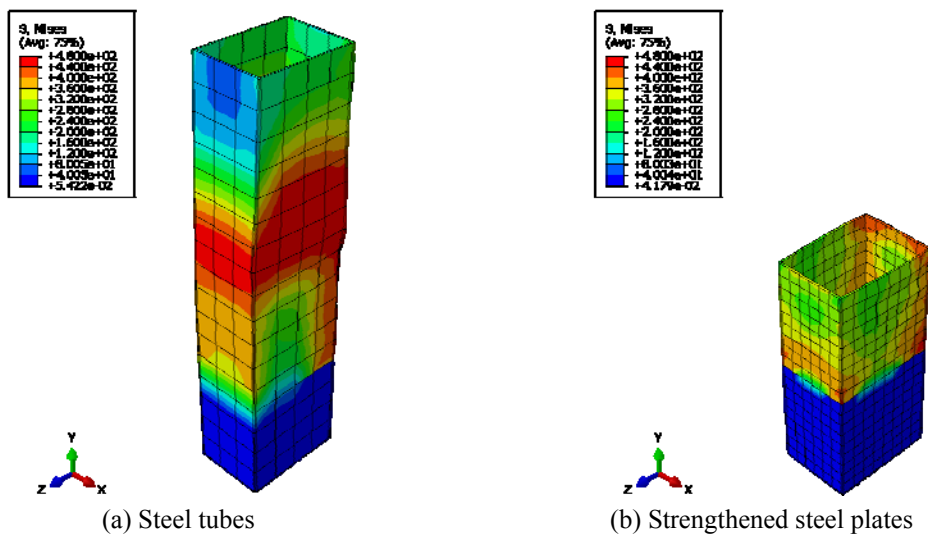 S, Mises
(Avg: 75%)
+4.800e+02
+4.400e+02
+4.000e+02
+3.600e+02
+3.200e+02
+2.800e+02
+2.400e+02
+2.000e+02
+1.600e+02
+1.200e+02
+8.005e+01
+4.005e+01
+5.422e-02
Y
Z
X
(a) Steel tubes
S, Mises
(Avg: 75%)
+4.800e+02
+4.400e+02
+4.000e+02
+3.600e+02
+3.200e+02
+2.800e+02
+2.400e+02
+2.000e+02
+1.600e+02
+1.200e+02
+8.003e+01
+4.004e+01
+4.179e-02
Y
Z
X
(b) Strengthened steel plates